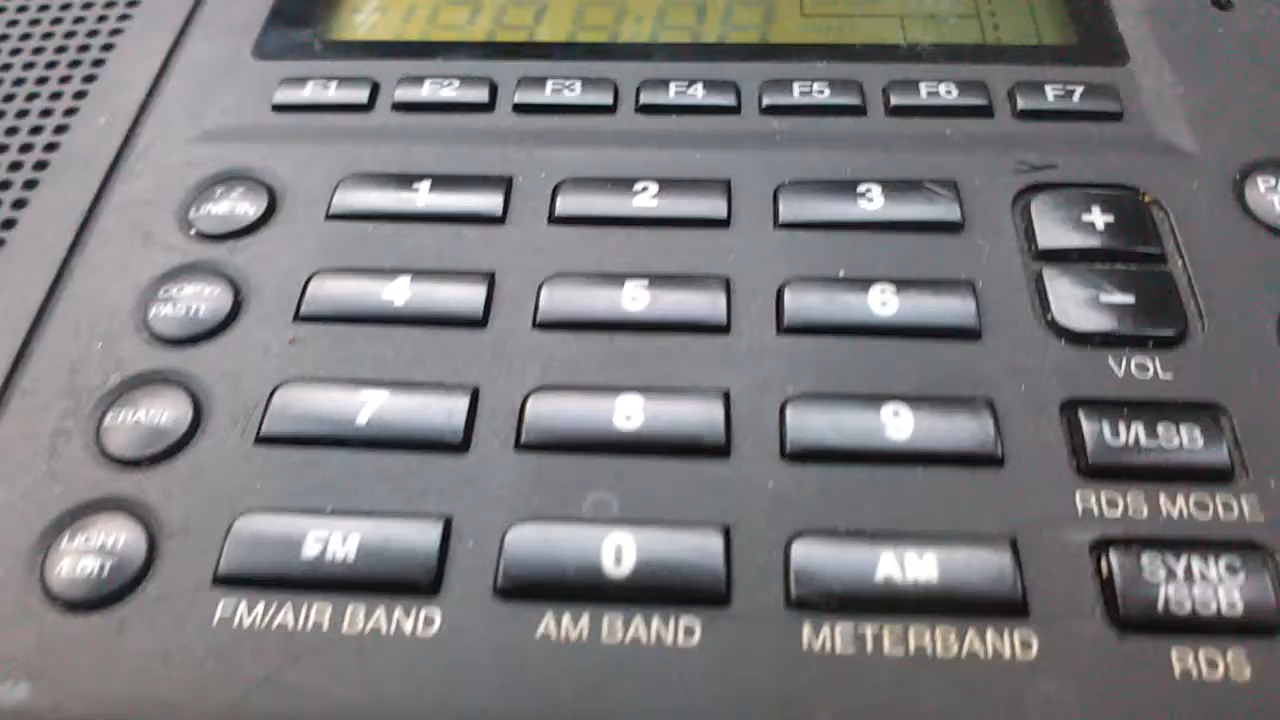 F1 F2 F3 F4 F5 F6 F7
LINE IN 1 2 3 +
COPY/
PASTE 4 5 6 −
VOL
ERASE 7 8 9 U/LSB
RDS MODE
LIGHT
/EDIT FM 0 AM SYNC
/SSB
FM/AIR BAND AM BAND METERBAND RDS